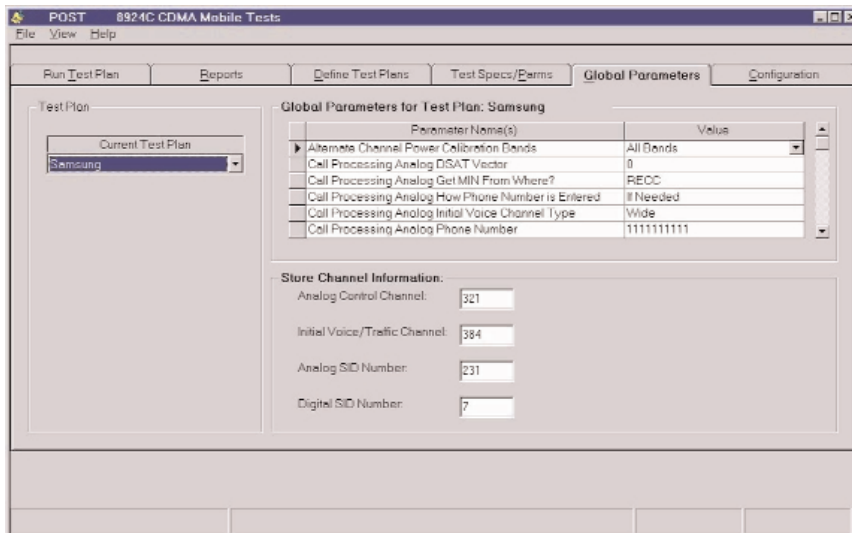 POST 8924C CDMA Mobile Tests
File View Help
Run Test Plan Reports Define Test Plans Test Specs/Parms Global Parameters Configuration
Test Plan
Current Test Plan
Samsung
Global Parameters for Test Plan: Samsung
Parameter Name(s) Value
Alternate Channel Power Calibration Bands All Bands
Call Processing Analog DSAT Vector 0
Call Processing Analog Get MIN From Where? RECC
Call Processing Analog How Phone Number is Entered If Needed
Call Processing Analog Initial Voice Channel Type Wide
Call Processing Analog Phone Number 1111111111
Store Channel Information:
Analog Control Channel: 321
Initial Voice/Traffic Channel: 384
Analog SID Number: 231
Digital SID Number: 7